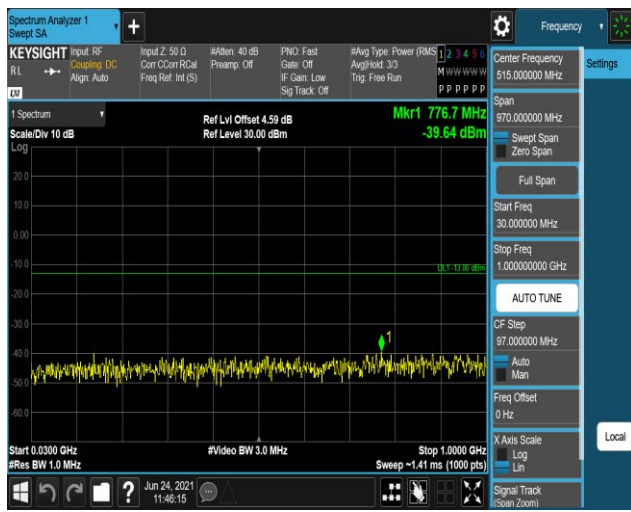 Spectrum Analyzer 1
Swept SA
+
Frequency
KEYSIGHT
RL
LXI
Input: RF
Coupling: DC
Align: Auto
Input Z: 50 Ω
Corr CCorr RCal
Freq Ref: Int (S)
#Atten: 40 dB
Preamp: Off
PNO: Fast
Gate: Off
IF Gain: Low
Sig Track: Off
#Avg Type: Power (RMS
Avg|Hold: 3/3
Trig: Free Run
1 2 3 4 5 6
M W W W W W
P P P P P P
Center Frequency
515.000000 MHz
Settings
Span
970.000000 MHz
Swept Span
Zero Span
Full Span
Start Freq
30.000000 MHz
Stop Freq
1.000000000 GHz
AUTO TUNE
CF Step
97.000000 MHz
Auto
Man
Freq Offset
0 Hz
X Axis Scale
Log
Lin
Local
Signal Track
(Span Zoom)
1 Spectrum
Scale/Div 10 dB
Log
Ref Lvl Offset 4.59 dB
Ref Level 30.00 dBm
Mkr1 776.7 MHz
-39.64 dBm
20.0
10.0
0.00
-10.0
DL1 -13.00 dBm
-20.0
-30.0
1
-40.0
-50.0
-60.0
Start 0.0300 GHz
#Res BW 1.0 MHz
#Video BW 3.0 MHz
Stop 1.0000 GHz
Sweep ~1.41 ms (1000 pts)
?
Jun 24, 2021
11:46:15